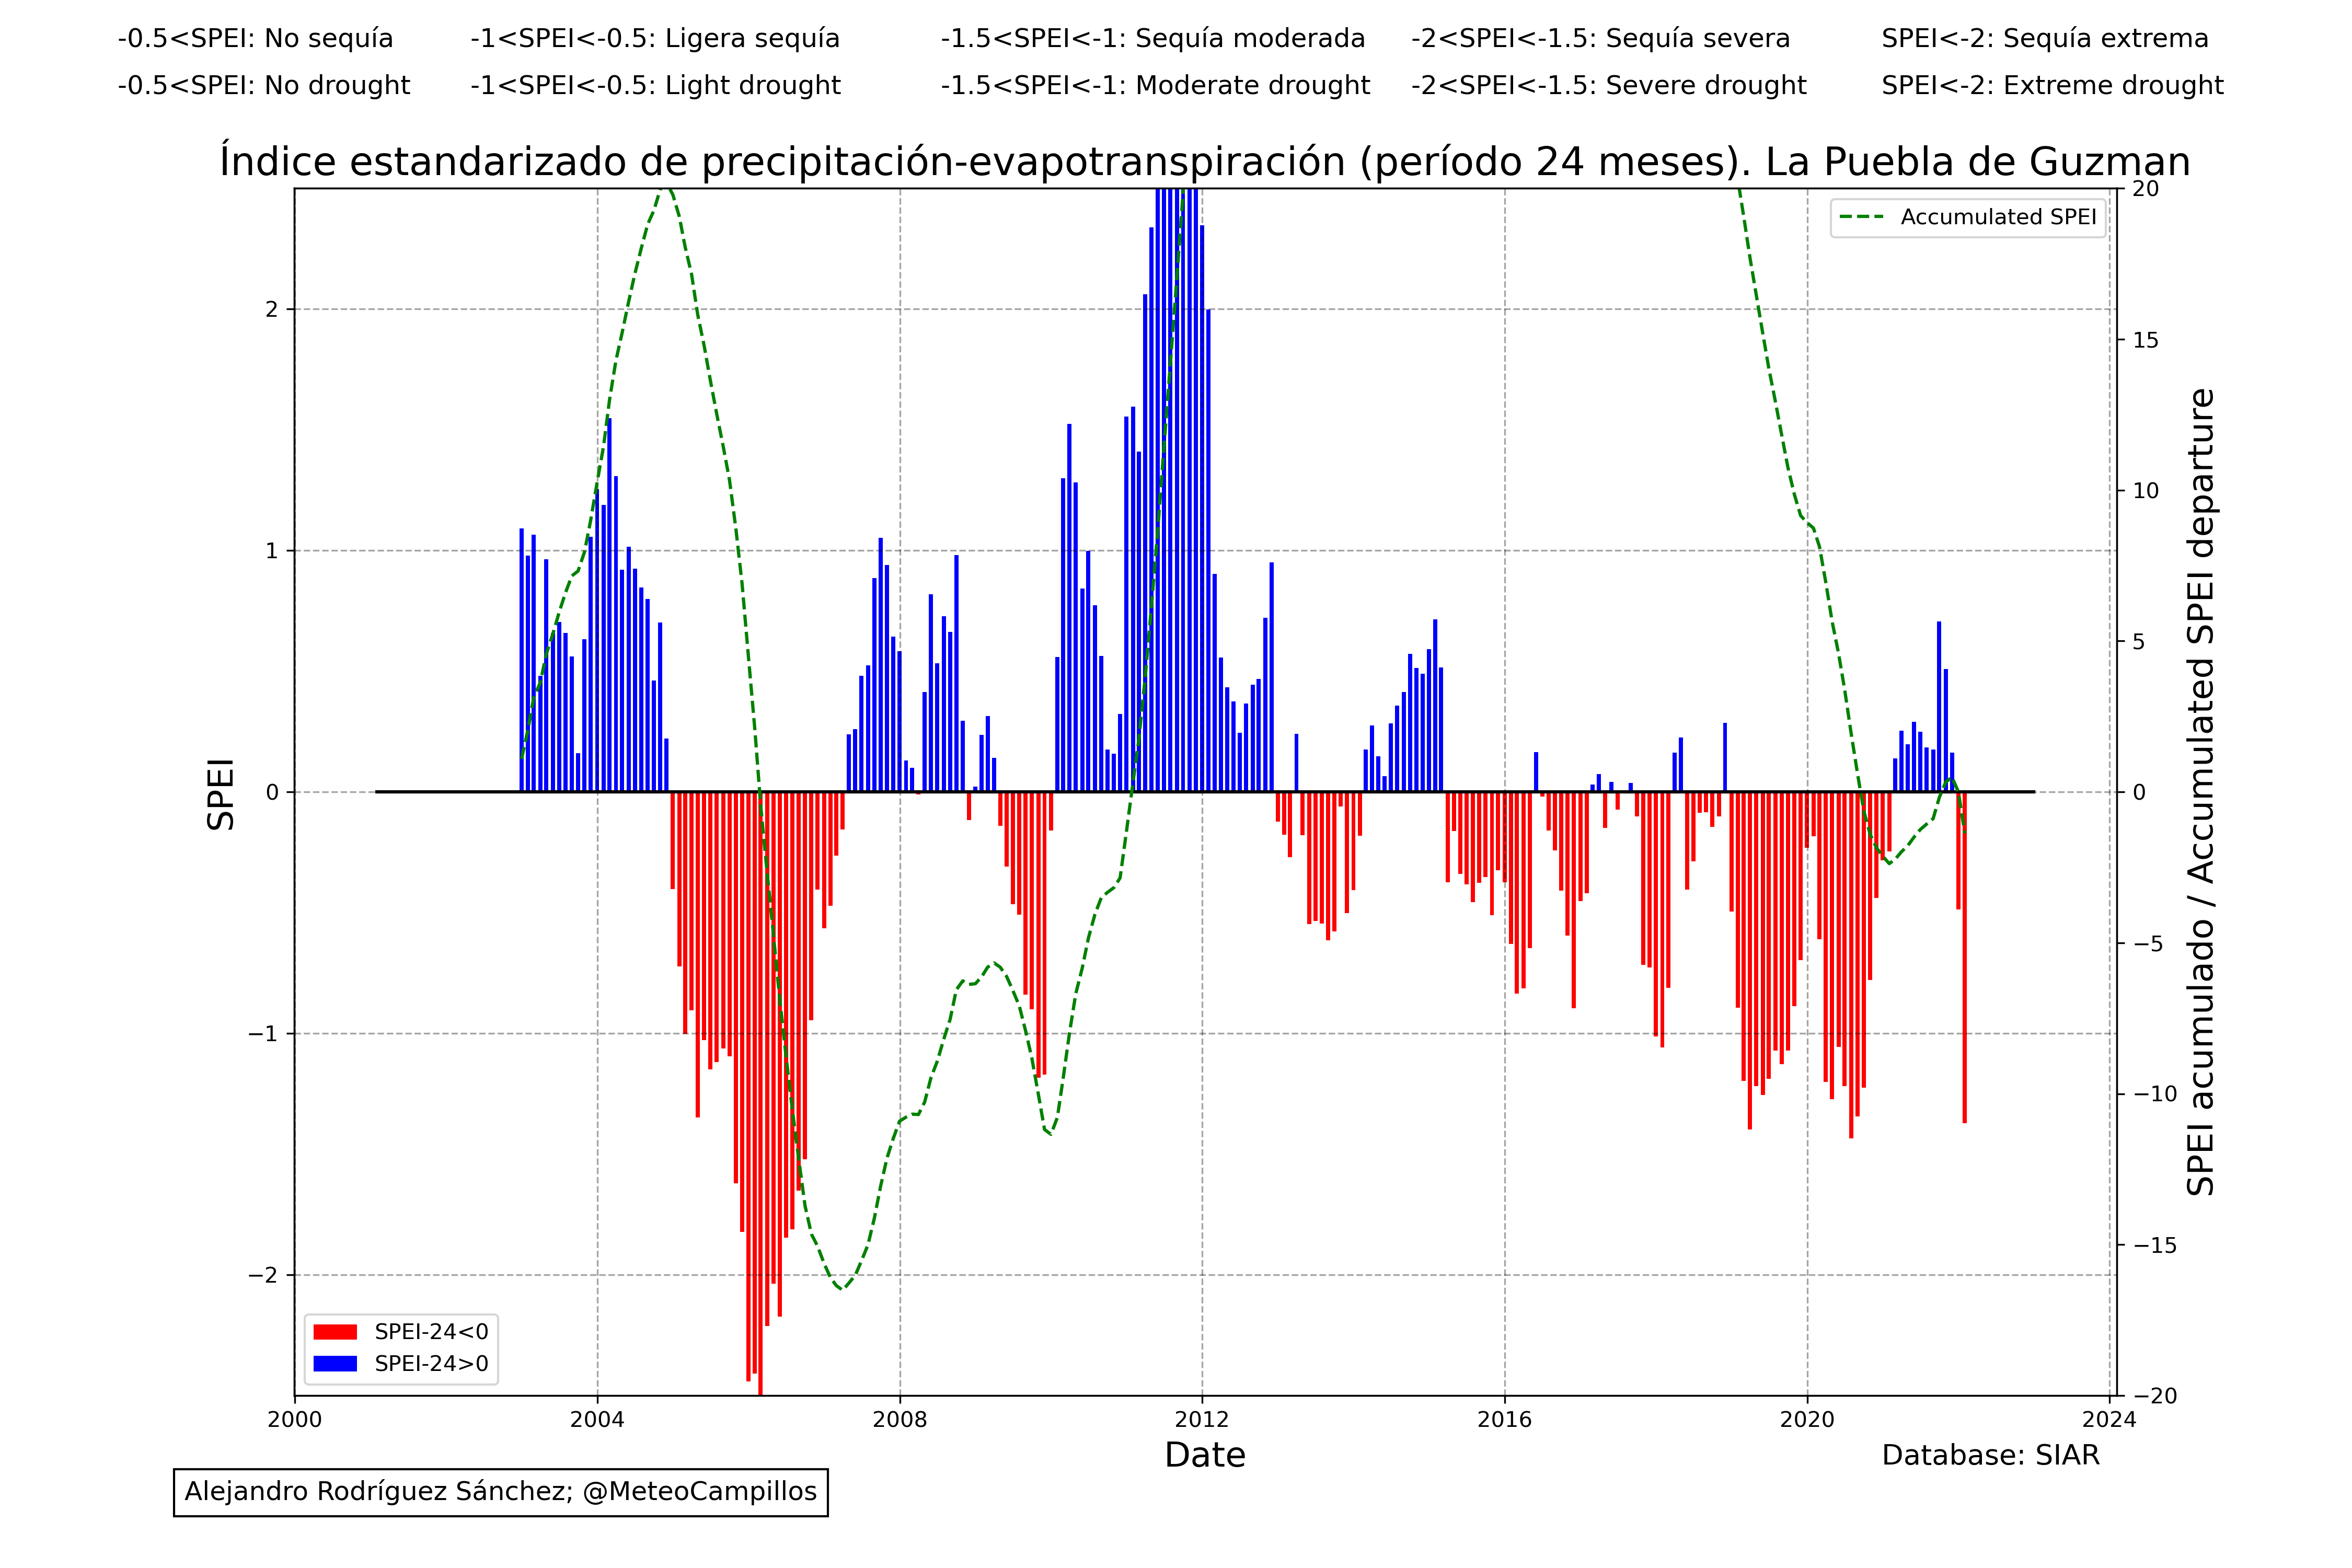 -0.5<SPEI: No sequía -1<SPEI<-0.5: Ligera sequía -1.5<SPEI<-1: Sequía moderada -2<SPEI<-1.5: Sequía severa SPEI<-2: Sequía extrema
-0.5<SPEI: No drought -1<SPEI<-0.5: Light drought -1.5<SPEI<-1: Moderate drought -2<SPEI<-1.5: Severe drought SPEI<-2: Extreme drought
Índice estandarizado de precipitación-evapotranspiración (período 24 meses). La Puebla de Guzman
Accumulated SPEI
SPEI
2
1
0
−1
−2
20
15
10
5
0
−5
−10
−15
−20
SPEI acumulado / Accumulated SPEI departure
SPEI-24<0
SPEI-24>0
2000 2004 2008 2012 2016 2020 2024
Date
Database: SIAR
Alejandro Rodríguez Sánchez; @MeteoCampillos